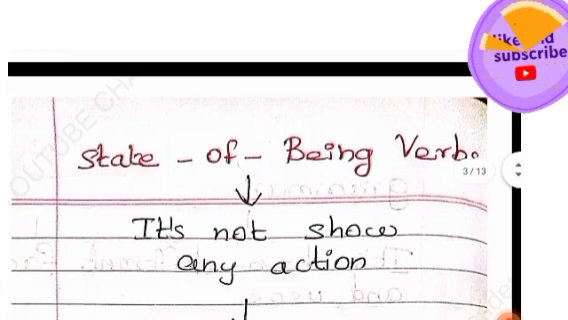 like and
subscribe
State - of - Being Verb.
3/13
It's not show
any action